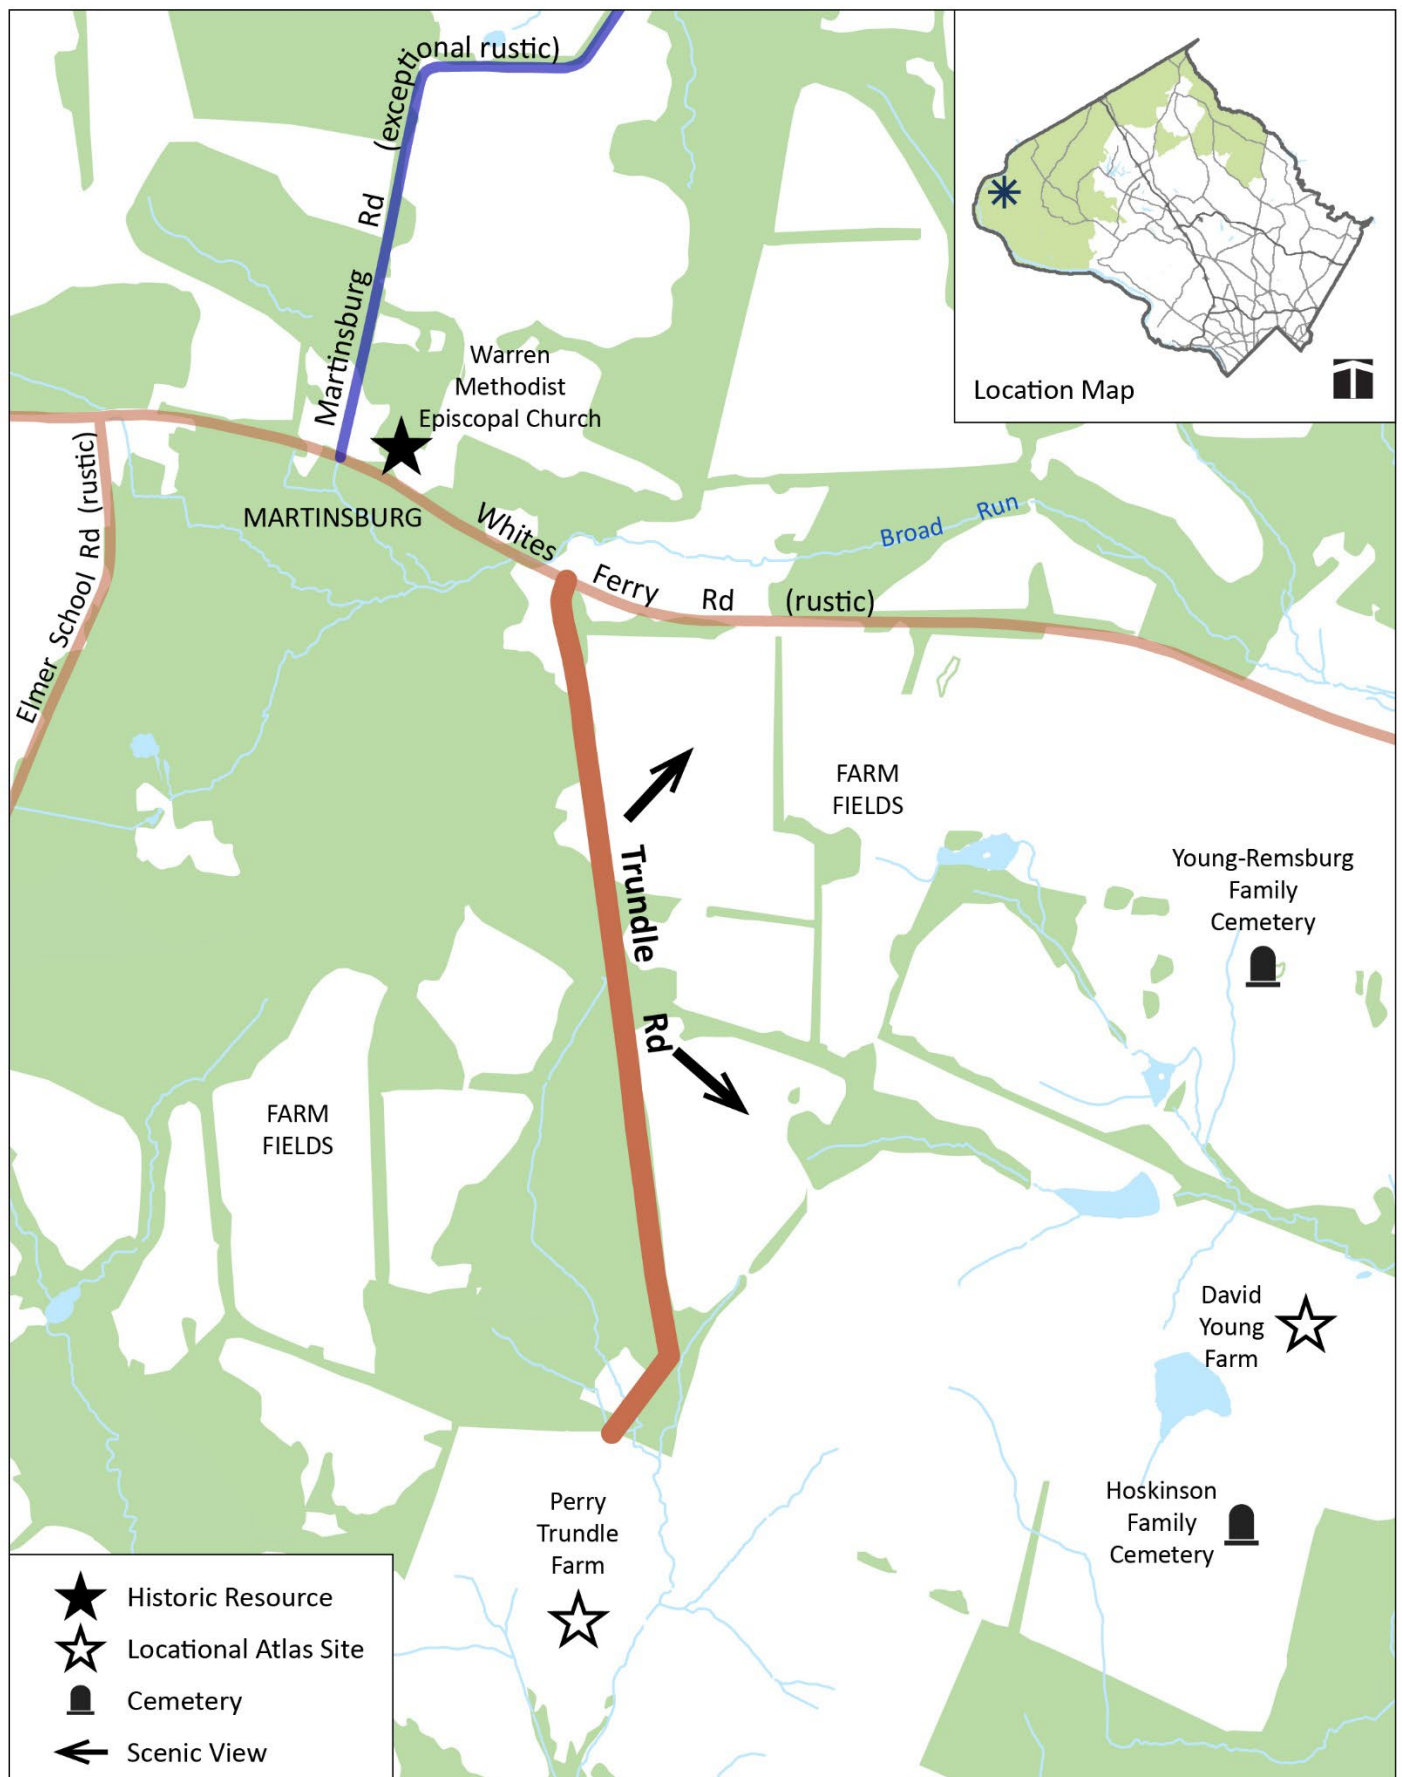 Martinsburg Rd (exceptional rustic)
Location Map
Warren
Methodist
Episcopal Church
MARTINSBURG
Elmer School Rd (rustic)
Whites Ferry Rd (rustic)
Broad Run
Trundle Rd
FARM
FIELDS
Young-Remsburg
Family
Cemetery
FARM
FIELDS
David
Young
Farm
Hoskinson
Family
Cemetery
Perry
Trundle
Farm
Historic Resource
Locational Atlas Site
Cemetery
Scenic View